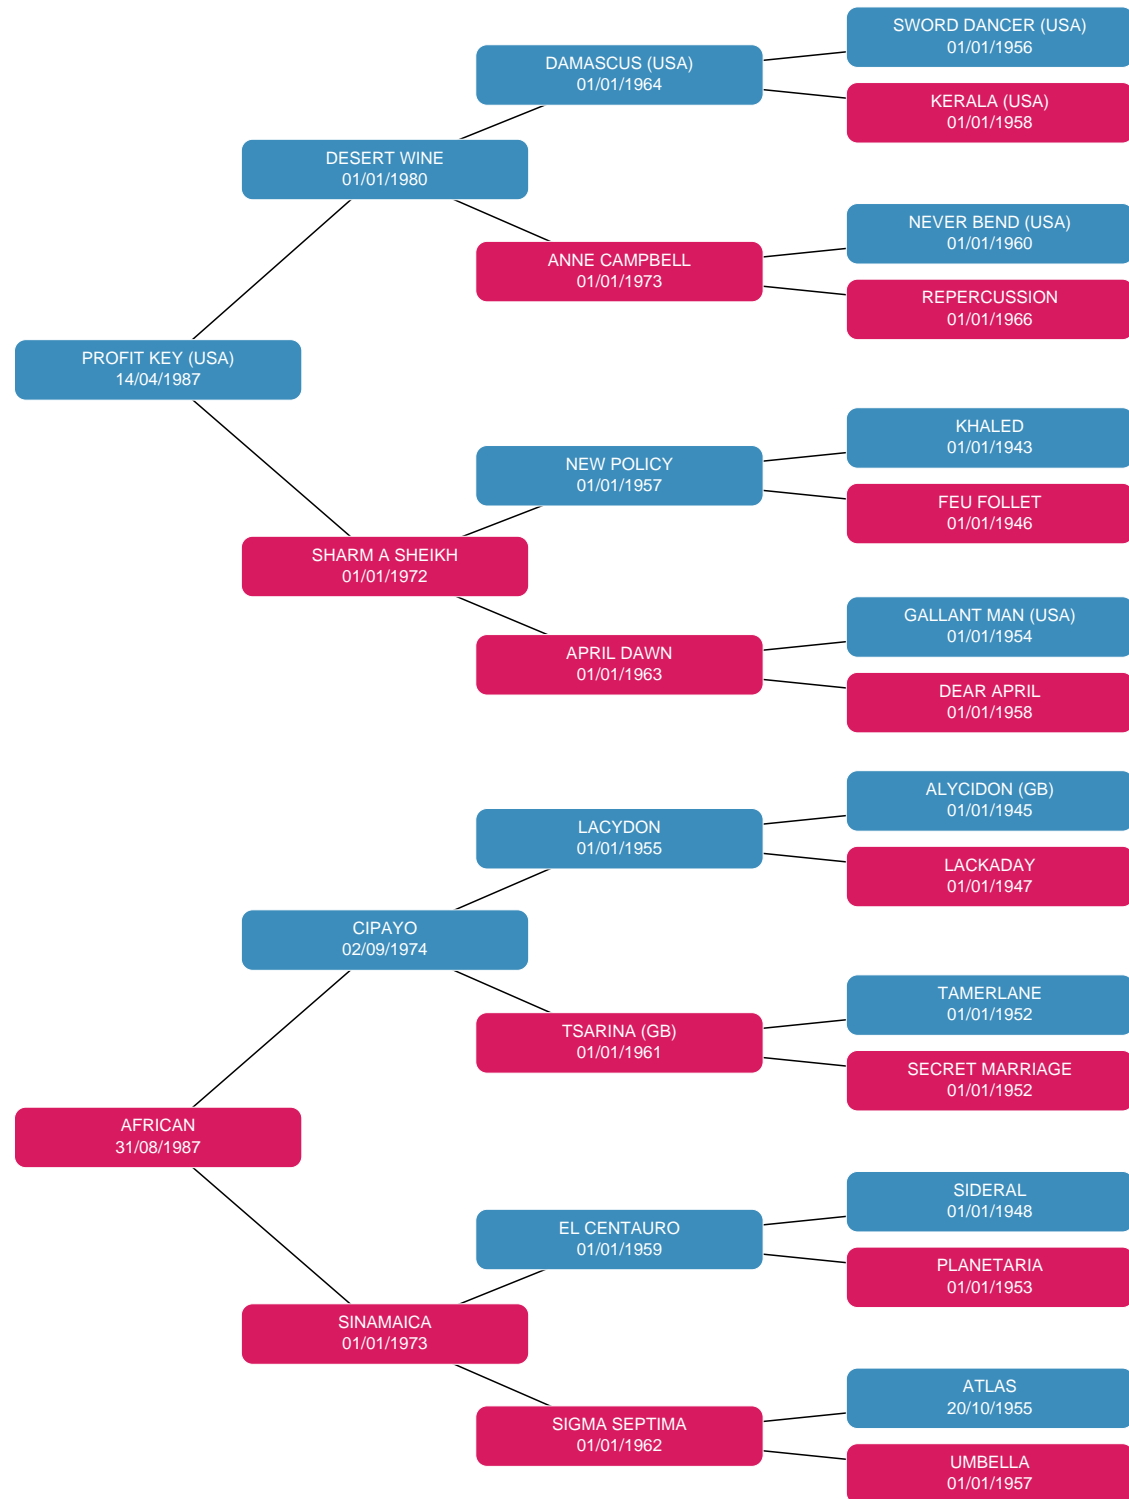 SWORD DANCER (USA)
01/01/1956
DAMASCUS (USA)
01/01/1964
KERALA (USA)
01/01/1958
DESERT WINE
01/01/1980
NEVER BEND (USA)
01/01/1960
ANNE CAMPBELL
01/01/1973
REPERCUSSION
01/01/1966
PROFIT KEY (USA)
14/04/1987
KHALED
01/01/1943
NEW POLICY
01/01/1957
FEU FOLLET
01/01/1946
SHARM A SHEIKH
01/01/1972
GALLANT MAN (USA)
01/01/1954
APRIL DAWN
01/01/1963
DEAR APRIL
01/01/1958
ALYCIDON (GB)
01/01/1945
LACYDON
01/01/1955
LACKADAY
01/01/1947
CIPAYO
02/09/1974
TAMERLANE
01/01/1952
TSARINA (GB)
01/01/1961
SECRET MARRIAGE
01/01/1952
AFRICAN
31/08/1987
SIDERAL
01/01/1948
EL CENTAURO
01/01/1959
PLANETARIA
01/01/1953
SINAMAICA
01/01/1973
ATLAS
20/10/1955
SIGMA SEPTIMA
01/01/1962
UMBELLA
01/01/1957